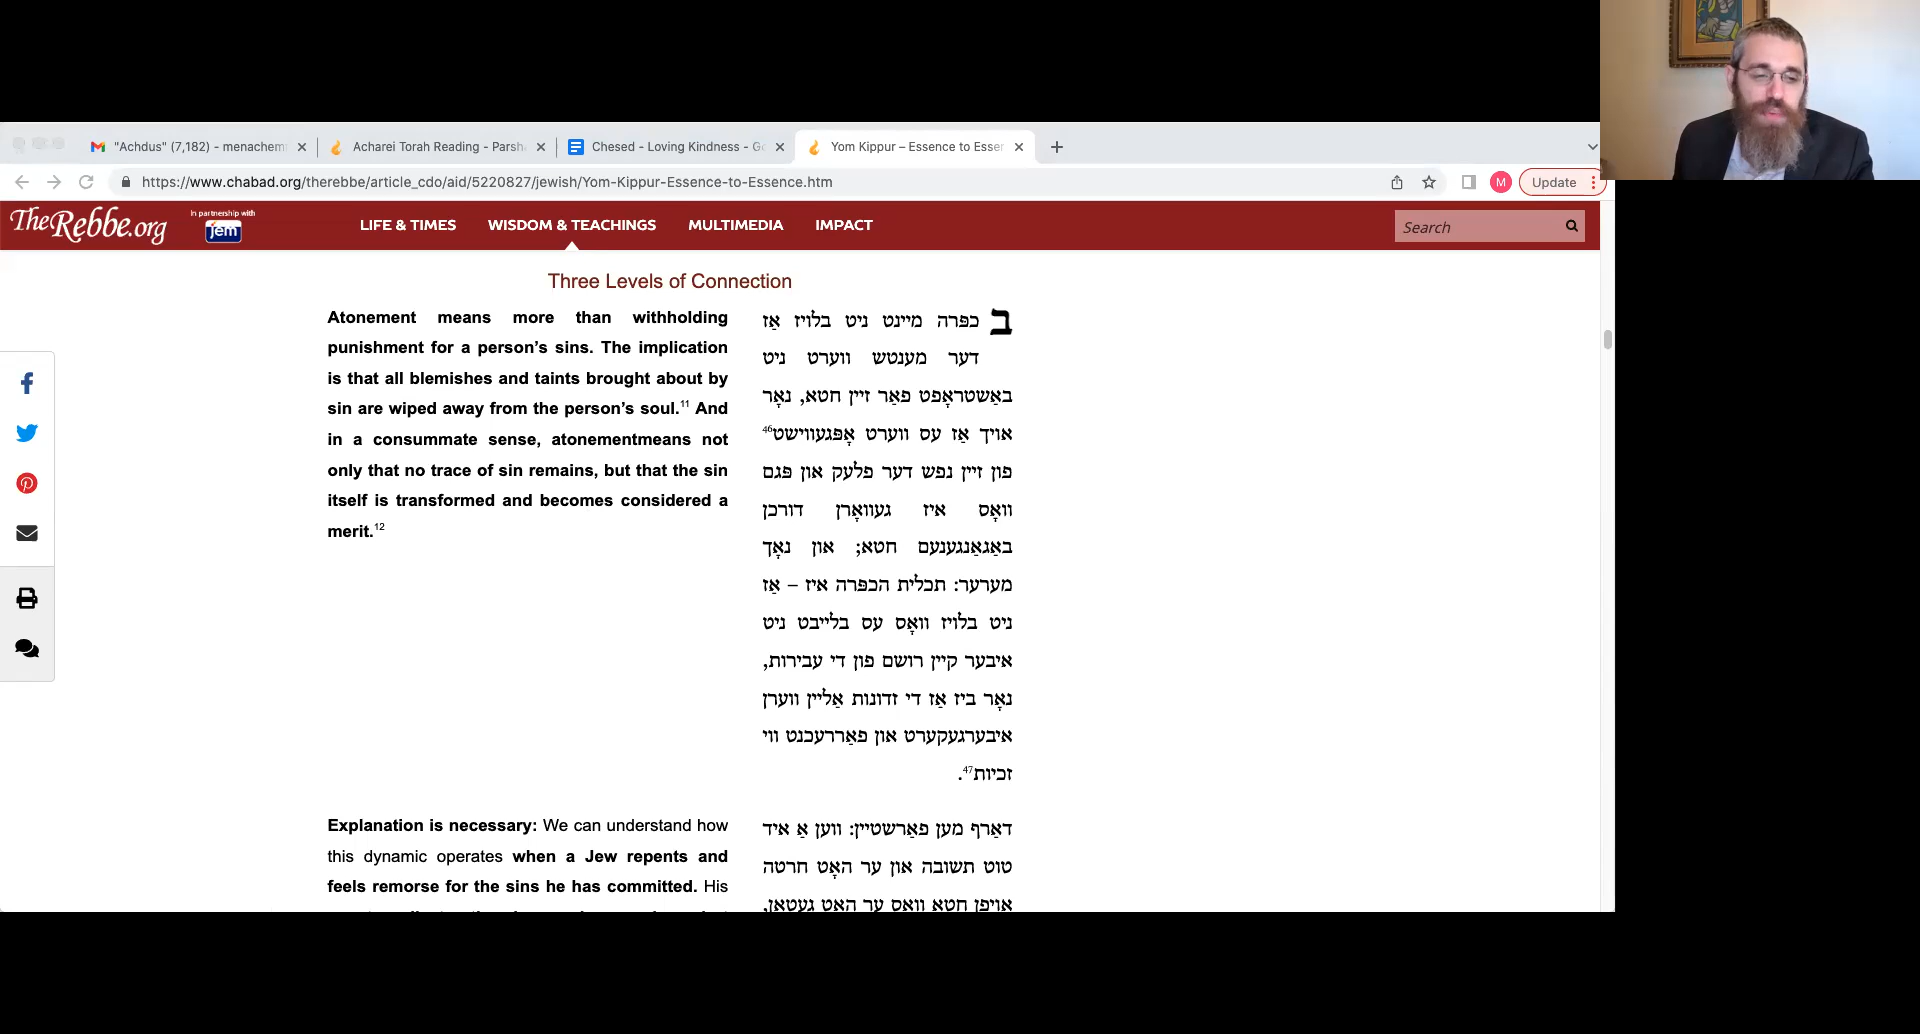 "Achdus" (7,182) - menachem
Acharei Torah Reading - Parsh
Chesed - Loving Kindness - Go
Yom Kippur – Essence to Esser
https://www.chabad.org/therebbe/article_cdo/aid/5220827/jewish/Yom-Kippur-Essence-to-Essence.htm
M
Update
TheRebbe.org
In partnership with
jem
LIFE & TIMES
WISDOM & TEACHINGS
MULTIMEDIA
IMPACT
Search
Three Levels of Connection
Atonement means more than withholding
punishment for a person's sins. The implication
is that all blemishes and taints brought about by
sin are wiped away from the person's soul.11 And
in a consummate sense, atonementmeans not
only that no trace of sin remains, but that the sin
itself is transformed and becomes considered a
merit.12
Explanation is necessary: We can understand how
this dynamic operates when a Jew repents and
feels remorse for the sins he has committed. His
ב כפרה מיינט ניט בלויז אַז
דער מענטש ווערט ניט
באַשטראָפט פאַר זיין חטא, נאָר
אויך אַז עס ווערט אָפּגעווישט46
פון זיין נפש דער פלעק און פּגם
וואָס איז געוואָרן דורכן
באַגאַנגענעם חטא; און נאָך
מערער: תכלית הכפרה איז – אַז
ניט בלויז וואָס עס בלייבט ניט
איבער קיין רושם פון די עבירות,
נאָר ביז אַז די זדונות אַליין ווערן
איבערגעקערט און פאַררעכנט ווי
זכיות47.
דאַרף מען פאַרשטיין: ווען אַ איד
טוט תשובה און ער האָט חרטה
אויפן חטא וואָס ער האָט געטאָן,